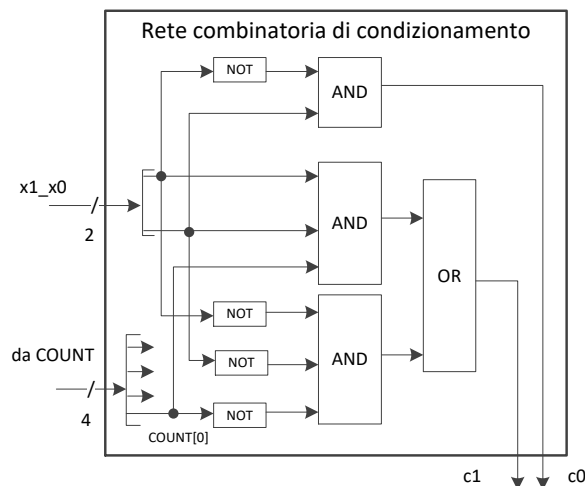 Rete combinatoria di condizionamento
NOT
AND
x1_x0
2
AND
OR
NOT
AND
NOT
da COUNT
4
NOT
COUNT[0]
c1
c0